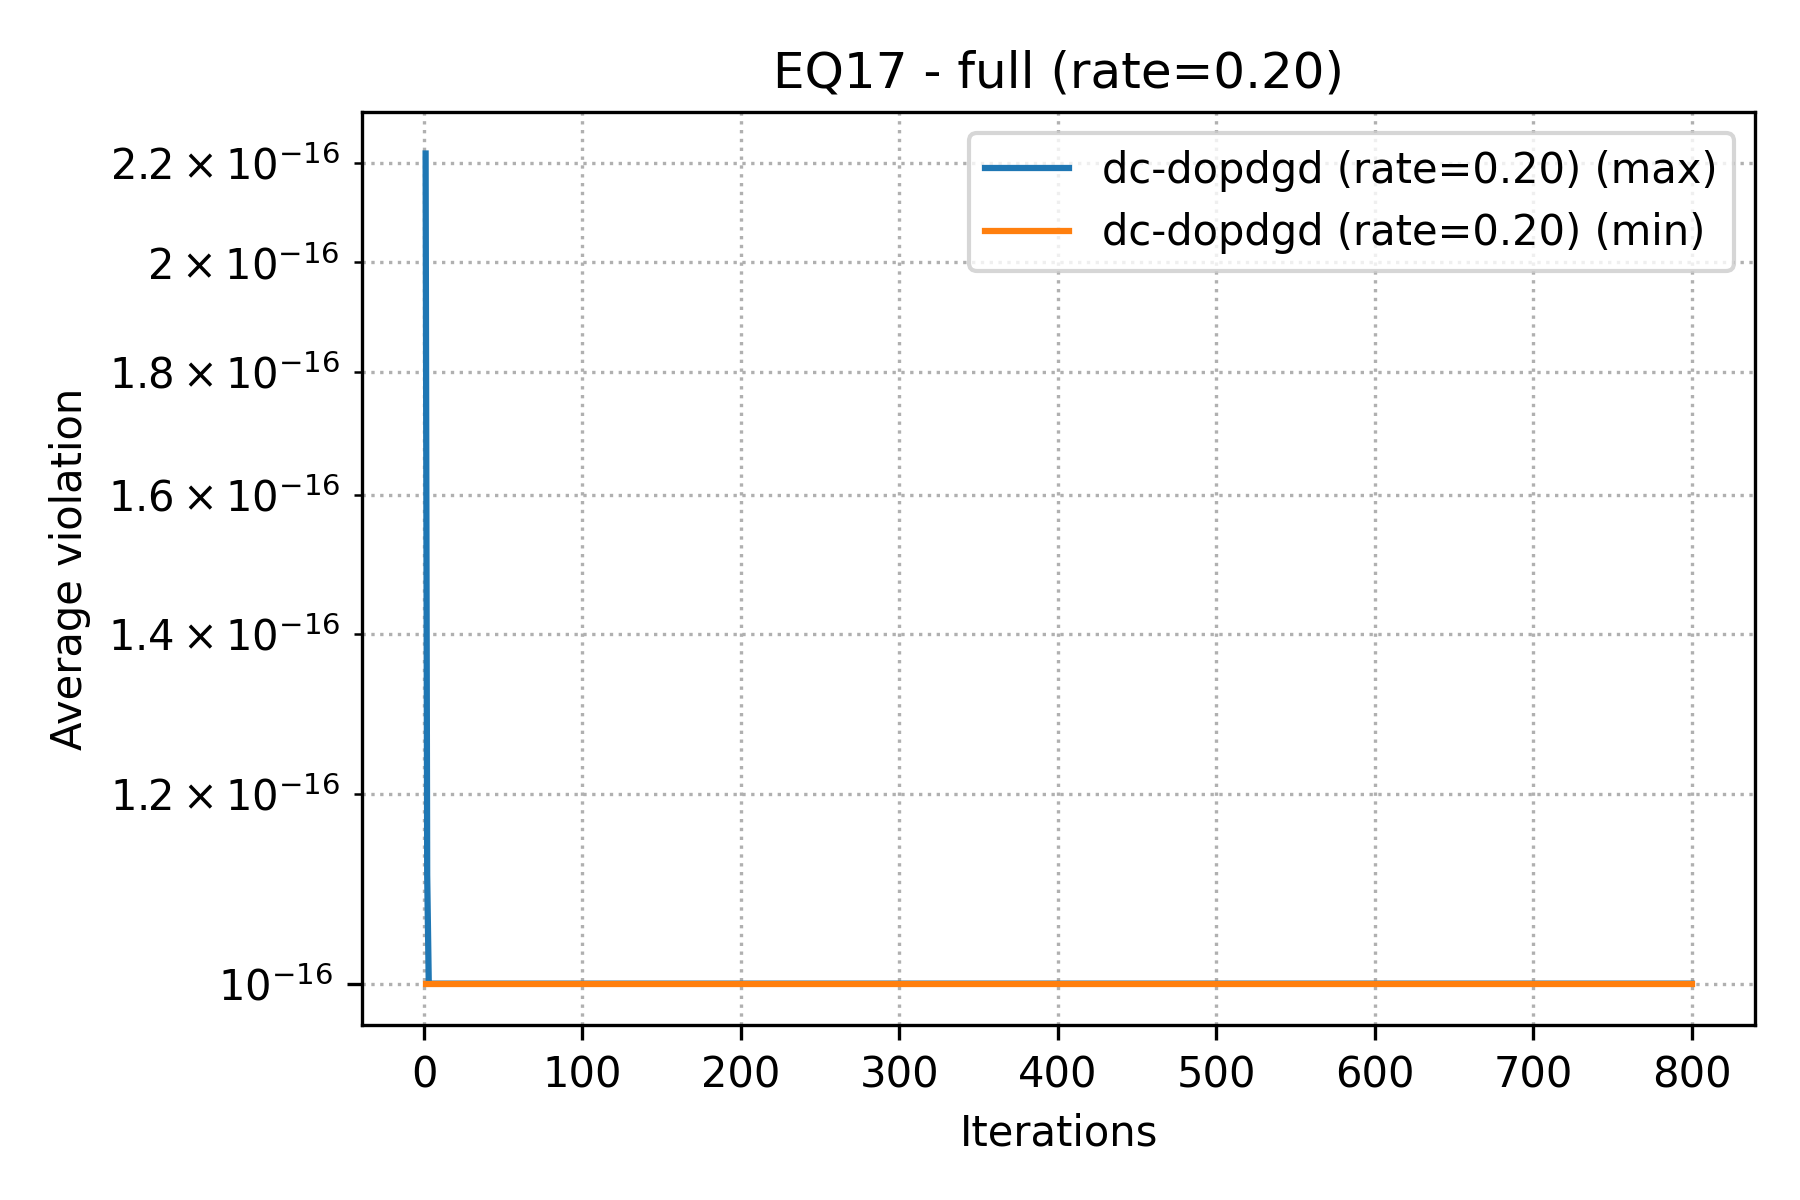 EQ17 - full (rate=0.20)
dc-dopdgd (rate=0.20) (max)
dc-dopdgd (rate=0.20) (min)
Average violation
2.2 × 10⁻¹⁶
2 × 10⁻¹⁶
1.8 × 10⁻¹⁶
1.6 × 10⁻¹⁶
1.4 × 10⁻¹⁶
1.2 × 10⁻¹⁶
10⁻¹⁶
0 100 200 300 400 500 600 700 800
Iterations